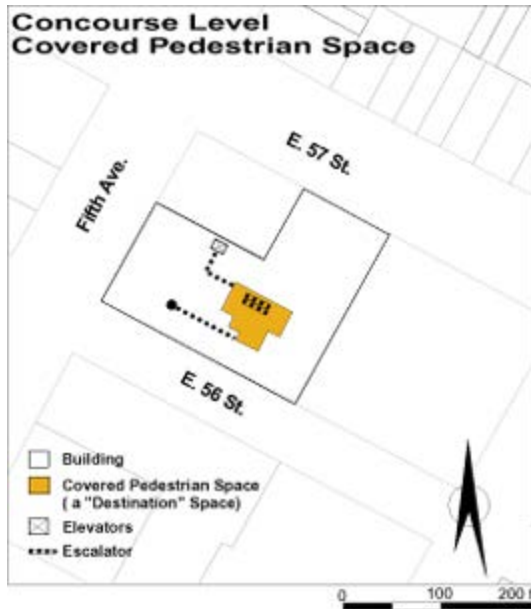 Concourse Level
Covered Pedestrian Space
E. 57 St.
Fifth Ave.
E. 56 St.
Building
Covered Pedestrian Space
( a "Destination" Space)
Elevators
Escalator
0 100 200